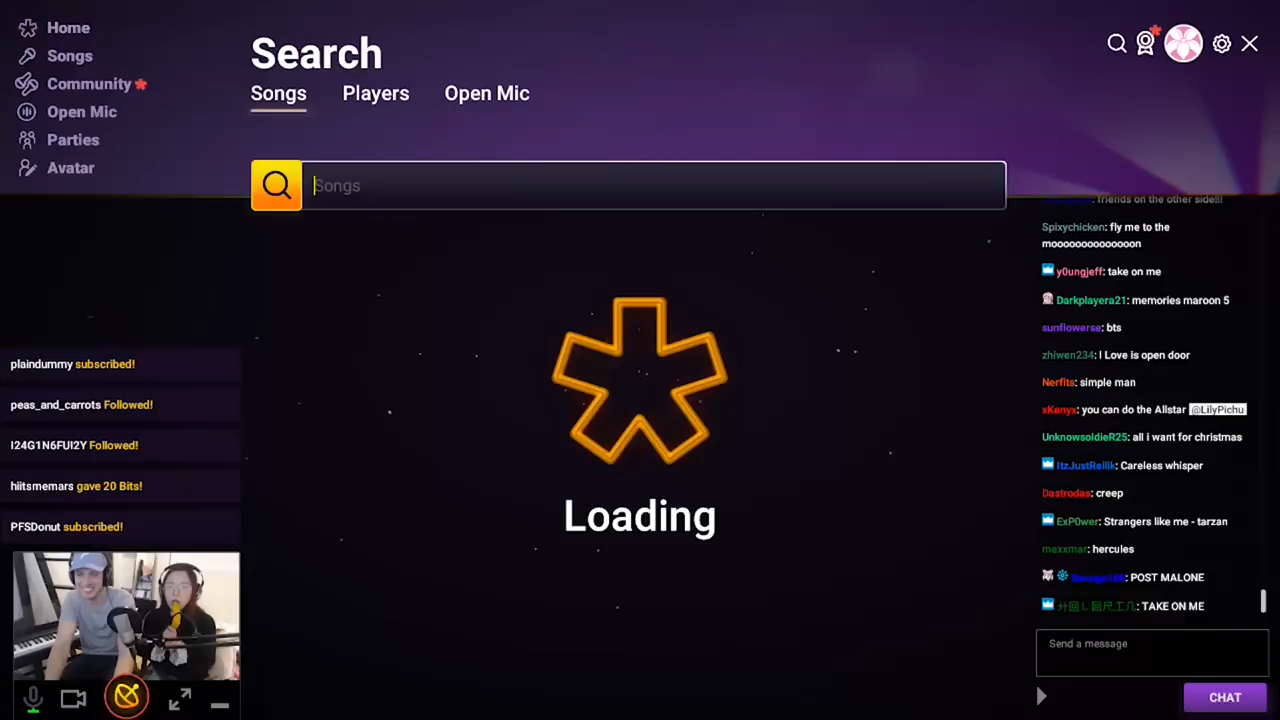 Home
Songs
Community
Open Mic
Parties
Avatar
Search
Songs Players Open Mic
Songs
Loading
plaindummy subscribed!
peas_and_carrots Followed!
I24G1N6FUI2Y Followed!
hiitsmemars gave 20 Bits!
PFSDonut subscribed!
: friends on the other side!!!
Spixychicken: fly me to the
moooooooooooooon
y0ungjeff: take on me
Darkplayera21: memories maroon 5
sunflowerse: bts
zhiwen234: I Love is open door
Nerfits: simple man
xKenyx: you can do the Allstar @LilyPichu
UnknowsoldieR25: all i want for christmas
ItzJustRellik: Careless whisper
Dastrodas: creep
ExP0wer: Strangers like me - tarzan
mexxmar: hercules
: POST MALONE
: TAKE ON ME
Send a message
CHAT